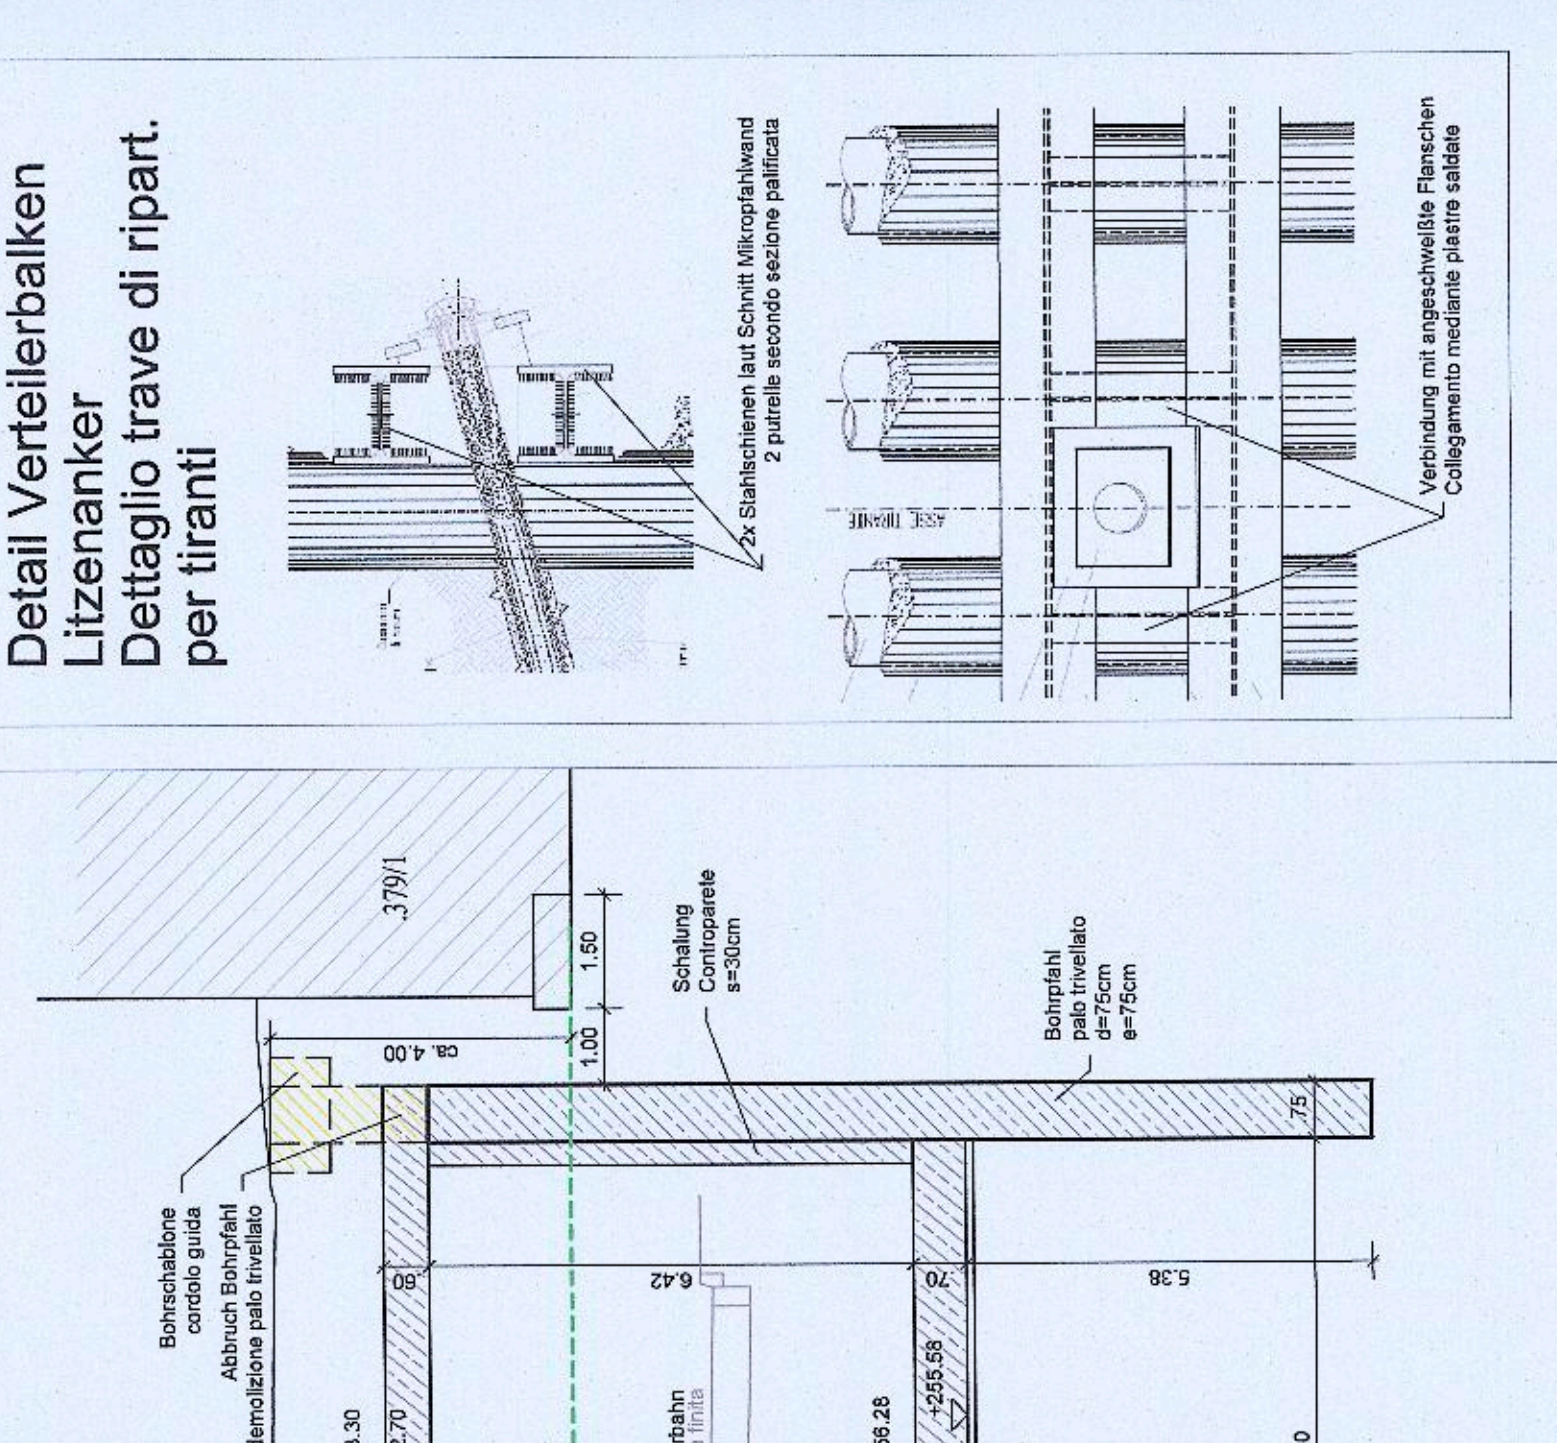 Detail Verteilerbalken
Litzenanker
Dettaglio trave di ripart.
per tiranti
2x Stahlschienen laut Schnitt Mikropfahlwand
2 putrelle secondo sezione palificata
ASSE TIRANTE
Verbindung mit angeschweißte Flanschen
Collegamento mediante piastre saldate
.379/1
ca. 4.00
1.00
1.50
Schalung
Controparete
s=30cm
Bohrpfahl
palo trivellato
d=75cm
e=75cm
75
Bohrschablone
cordolo guida
Abbruch Bohrpfahl
demolizione palo trivellato
60
6.42
70
5.38
+255.58